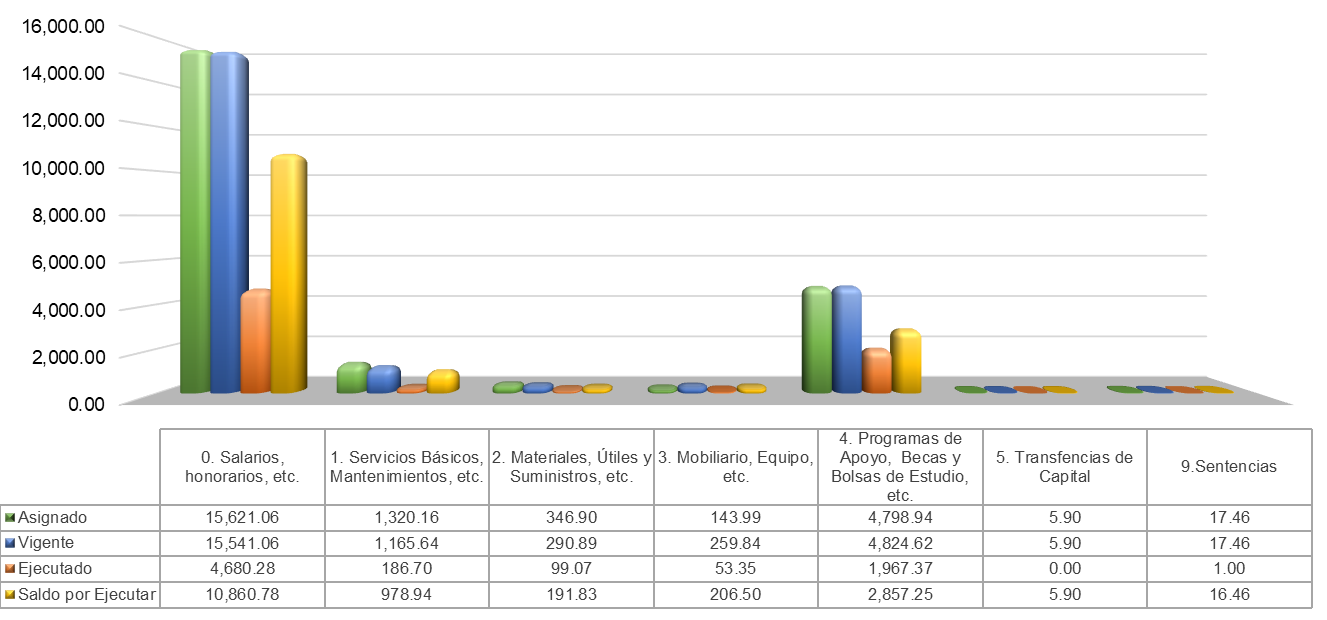 16,000.00
14,000.00
12,000.00
10,000.00
8,000.00
6,000.00
4,000.00
2,000.00
0.00
0. Salarios,
honorarios, etc.
1. Servicios Básicos,
Mantenimientos, etc.
2. Materiales, Útiles y
Suministros, etc.
3. Mobiliario, Equipo,
etc.
4. Programas de
Apoyo, Becas y
Bolsas de Estudio,
etc.
5. Transfencias de
Capital
9.Sentencias
Asignado 15,621.06 1,320.16 346.90 143.99 4,798.94 5.90 17.46
Vigente 15,541.06 1,165.64 290.89 259.84 4,824.62 5.90 17.46
Ejecutado 4,680.28 186.70 99.07 53.35 1,967.37 0.00 1.00
Saldo por Ejecutar 10,860.78 978.94 191.83 206.50 2,857.25 5.90 16.46